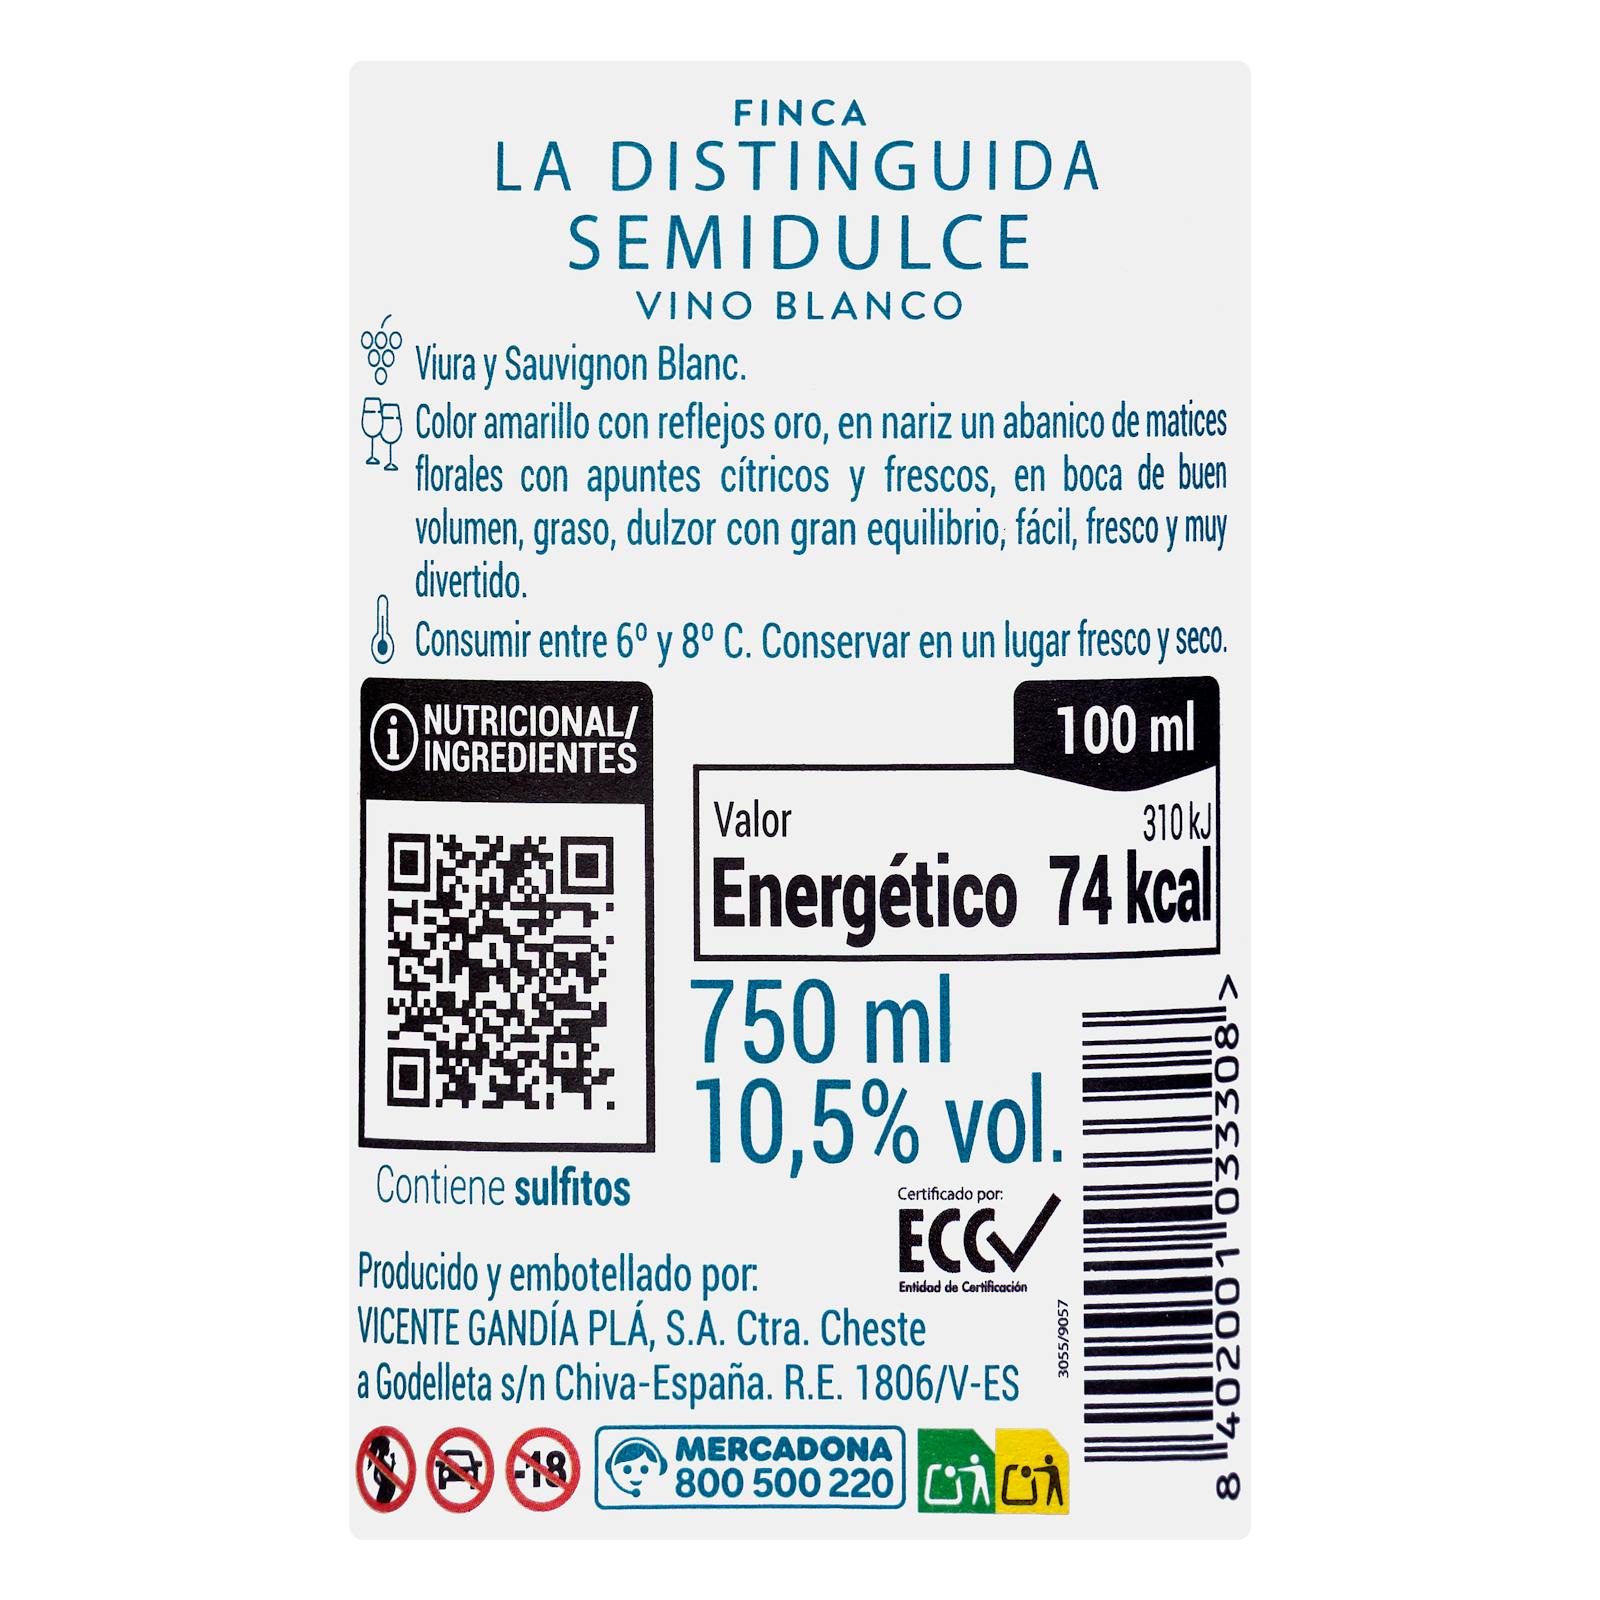 FINCA
LA DISTINGUIDA
SEMIDULCE
VINO BLANCO
Viura y Sauvignon Blanc.
Color amarillo con reflejos oro, en nariz un abanico de matices
florales con apuntes cítricos y frescos, en boca de buen
volumen, graso, dulzor con gran equilibrio, fácil, fresco y muy
divertido.
Consumir entre 6º y 8º C. Conservar en un lugar fresco y seco.
i NUTRICIONAL/
INGREDIENTES
100 ml
Valor 310 kJ
Energético 74 kcal
750 ml
10,5% vol.
Contiene sulfitos
Certificado por:
ECC
Entidad de Certificación
Producido y embotellado por:
VICENTE GANDÍA PLÁ, S.A. Ctra. Cheste
a Godelleta s/n Chiva-España. R.E. 1806/V-ES
3055/9057
8 402001 033308 >
-18
MERCADONA
800 500 220